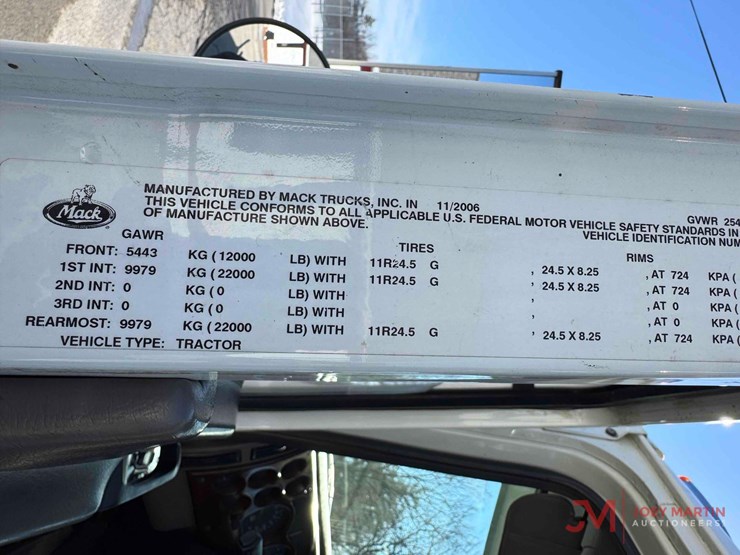 Mack
MANUFACTURED BY MACK TRUCKS, INC. IN 11/2006 GVWR 254
THIS VEHICLE CONFORMS TO ALL APPLICABLE U.S. FEDERAL MOTOR VEHICLE SAFETY STANDARDS IN
OF MANUFACTURE SHOWN ABOVE. VEHICLE IDENTIFICATION NUM
GAWR TIRES RIMS
FRONT: 5443 KG ( 12000 LB) WITH 11R24.5 G , 24.5 X 8.25 , AT 724 KPA (
1ST INT: 9979 KG ( 22000 LB) WITH 11R24.5 G , 24.5 X 8.25 , AT 724 KPA (
2ND INT: 0 KG ( 0 LB) WITH , , AT 0 KPA (
3RD INT: 0 KG ( 0 LB) WITH , , AT 0 KPA (
REARMOST: 9979 KG ( 22000 LB) WITH 11R24.5 G , 24.5 X 8.25 , AT 724 KPA (
VEHICLE TYPE: TRACTOR
JEFF MARTIN
AUCTIONEERS